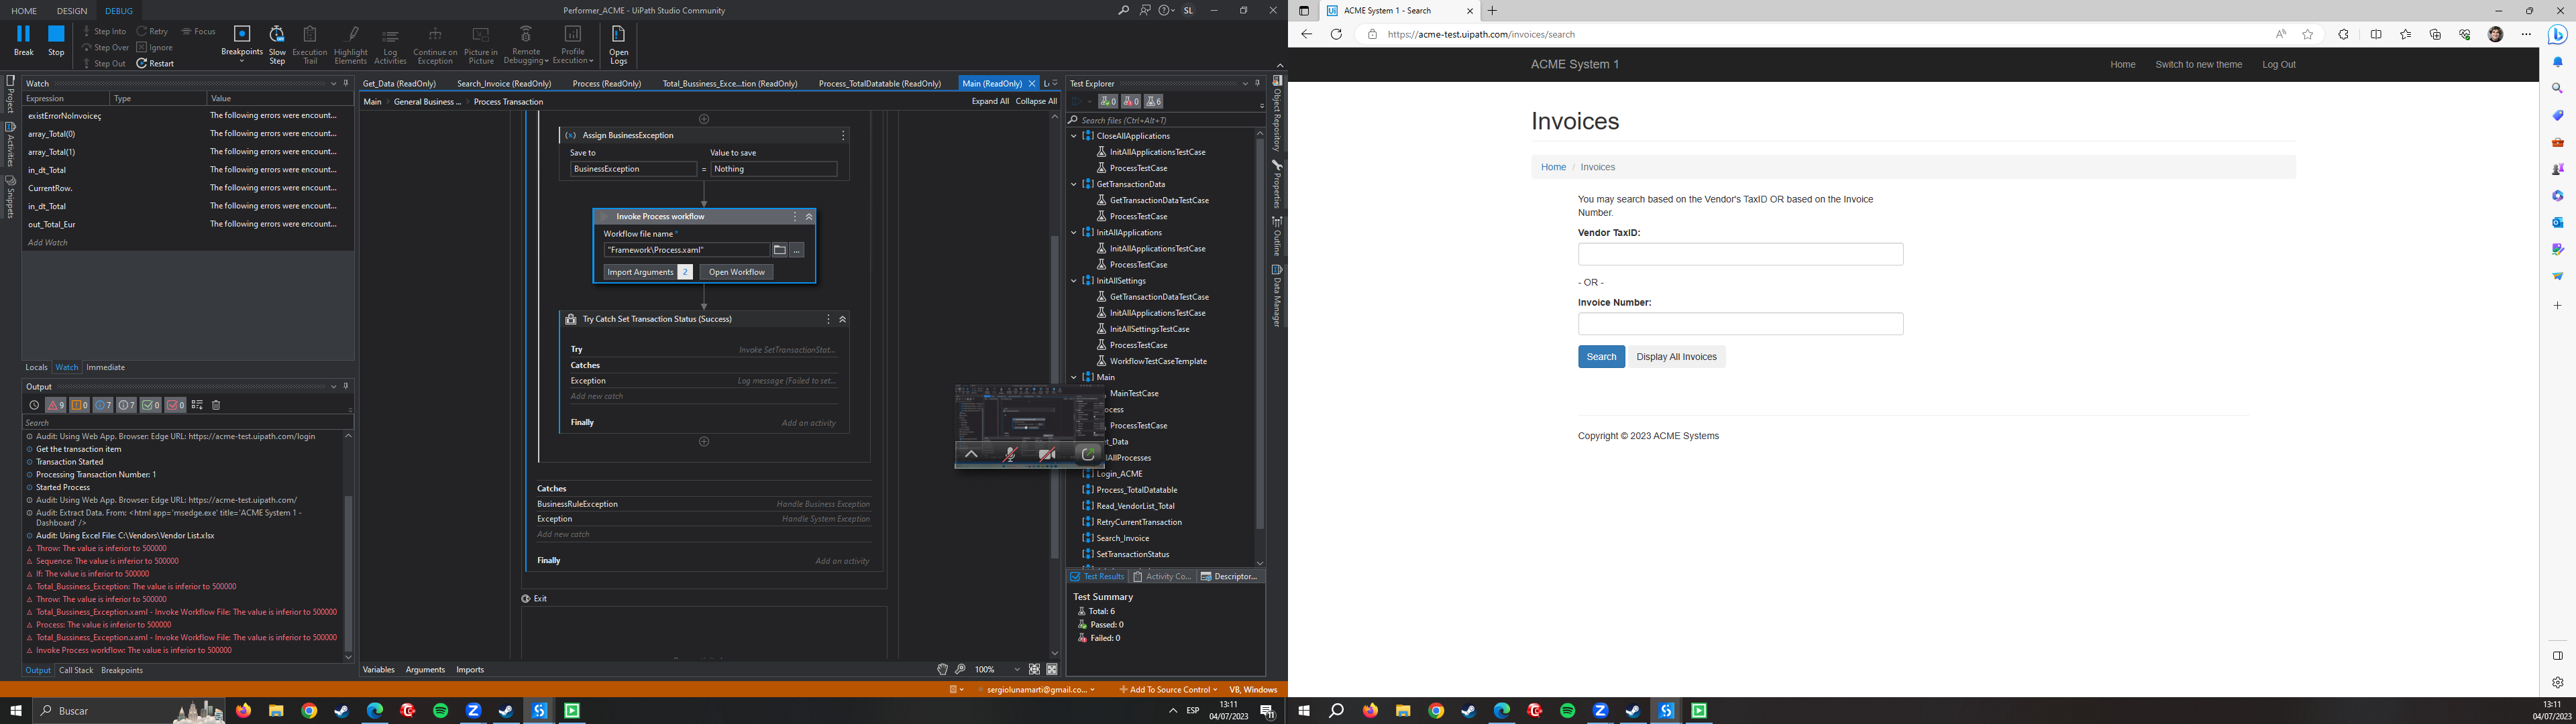 HOME DESIGN DEBUG
Performer_ACME - UiPath Studio Community
SL
Break
Stop
Step Into
Step Over
Step Out
Retry
Ignore
Restart
Focus
Breakpoints
Slow Step
Execution Trail
Highlight Elements
Log Activities
Continue on Exception
Picture in Picture
Remote Debugging
Profile Execution
Open Logs
Project
Activities
Snippets
Watch
Expression Type Value
existErrorNoInvoiceç The following errors were encount...
array_Total(0) The following errors were encount...
array_Total(1) The following errors were encount...
in_dt_Total The following errors were encount...
CurrentRow. The following errors were encount...
in_dt_Total The following errors were encount...
out_Total_Eur The following errors were encount...
Add Watch
Locals Watch Immediate
Output
9 0 7 7 0 0
Search
Audit: Using Web App. Browser: Edge URL: https://acme-test.uipath.com/login
Get the transaction item
Transaction Started
Processing Transaction Number: 1
Started Process
Audit: Using Web App. Browser: Edge URL: https://acme-test.uipath.com/
Audit: Extract Data. From: <html app='msedge.exe' title='ACME System 1 -
Dashboard' />
Audit: Using Excel File: C:\Vendors\Vendor List.xlsx
Throw: The value is inferior to 500000
Sequence: The value is inferior to 500000
If: The value is inferior to 500000
Total_Bussiness_Exception: The value is inferior to 500000
Throw: The value is inferior to 500000
Total_Bussiness_Exception.xaml - Invoke Workflow File: The value is inferior to 500000
Process: The value is inferior to 500000
Total_Bussiness_Exception.xaml - Invoke Workflow File: The value is inferior to 500000
Invoke Process workflow: The value is inferior to 500000
Output Call Stack Breakpoints
Get_Data (ReadOnly) Search_Invoice (ReadOnly) Process (ReadOnly) Total_Bussiness_Exce...tion (ReadOnly) Process_TotalDatatable (ReadOnly) Main (ReadOnly)
Main General Business ... Process Transaction
Expand All Collapse All
Assign BusinessException
Save to Value to save
BusinessException = Nothing
Invoke Process workflow
Workflow file name *
"Framework\Process.xaml"
...
Import Arguments 2 Open Workflow
Try Catch Set Transaction Status (Success)
Try Invoke SetTransactionStat...
Catches
Exception Log message (Failed to set...
Add new catch
Finally Add an activity
Catches
BusinessRuleException Handle Business Exception
Exception Handle System Exception
Add new catch
Finally Add an activity
Exit
Variables Arguments Imports
100%
Test Explorer
0 0 6
Search files (Ctrl+Alt+T)
CloseAllApplications
InitAllApplicationsTestCase
ProcessTestCase
GetTransactionData
GetTransactionDataTestCase
ProcessTestCase
InitAllApplications
InitAllApplicationsTestCase
ProcessTestCase
InitAllSettings
GetTransactionDataTestCase
InitAllApplicationsTestCase
InitAllSettingsTestCase
ProcessTestCase
WorkflowTestCaseTemplate
Main
MainTestCase
ocess
ProcessTestCase
t_Data
AllProcesses
Login_ACME
Process_TotalDatatable
Read_VendorList_Total
RetryCurrentTransaction
Search_Invoice
SetTransactionStatus
Test Results Activity Co... Descriptor...
Test Summary
Total: 6
Passed: 0
Failed: 0
Object Repository
Properties
Outline
Data Manager
sergiolunamarti@gmail.co... Add To Source Control VB, Windows
Buscar
ESP
13:11
04/07/2023
11
ACME System 1 - Search
https://acme-test.uipath.com/invoices/search
ACME System 1
Home Switch to new theme Log Out
Invoices
Home / Invoices
You may search based on the Vendor's TaxID OR based on the Invoice
Number.
Vendor TaxID:
- OR -
Invoice Number:
Search Display All Invoices
Copyright © 2023 ACME Systems
13:11
04/07/2023